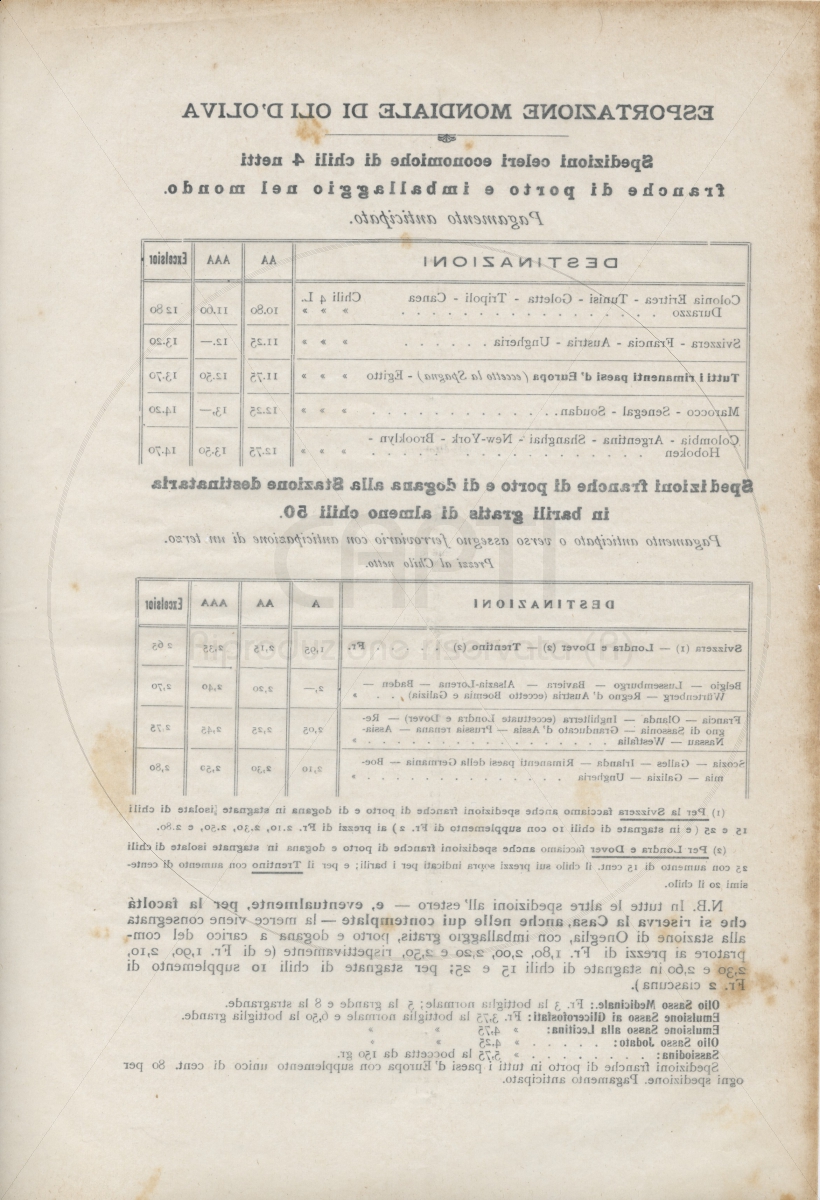 ESPORTAZIONE MONDIALE DI OLI D'OLIVA
Spedizioni celeri economiche di chili 4 netti
franche di porto e imballaggio nel mondo.
Pagamento anticipato.
DESTINAZIONI AA AAA Excelsior
Colonia Eritrea - Tunisi - Goletta - Tripoli - Canea Chili 4 L.
Durazzo . . . . . . . . . . . . . . . . . » » » 10.80 11.60 12 80
Svizzera - Francia - Austria - Ungheria . . . . . . » » » 11.25 12.— 13.20
Tutti i rimanenti paesi d'Europa (eccetto la Spagna) - Egitto » » » 11.75 12.50 13.70
Marocco - Senegal - Soudan. . . . . . . . . . . . » » » 12.25 13,— 14.20
Colombia - Argentina - Shanghai - New-York - Brooklyn -
Hoboken . . . . . . . . . . . . . . . . . » » » 12.75 13.50 14.70
Spedizioni franche di porto e di dogana alla Stazione destinataria
in barili gratis di almeno chili 50.
Pagamento anticipato o verso assegno ferroviario con anticipazione di un terzo.
Prezzi al Chilo netto.
DESTINAZIONI A AA AAA Excelsior
Svizzera (1) — Londra e Dover (2) — Trentino (2) . . . . Fr. 1,95 2,15 2,35 2 65
Belgio — Lussemburgo — Baviera — Alsazia-Lorena — Baden —
Würtenberg — Regno d'Austria (eccetto Boemia e Galizia) . . » 2,— 2,20 2,40 2,70
Francia — Olanda — Inghilterra (eccettuate Londra e Dover) — Re-
gno di Sassonia — Granducato d'Assia — Prussia renana — Assia-
Nassau — Westfalia . . . . . . . . . . . . . . . » 2,05 2,25 2,45 2.75
Scozia — Galles — Irlanda — Rimanenti paesi della Germania — Boe-
mia — Galizia — Ungheria . . . . . . . . . . . . . . » 2,10 2,30 2,50 2,80
(1) Per la Svizzera facciamo anche spedizioni franche di porto e di dogana in stagnate isolate di chili
15 e 25 (e in stagnate di chili 10 con supplemento di Fr. 2) ai prezzi di Fr. 2.10, 2.30, 2.50, e 2.80.
(2) Per Londra e Dover facciamo anche spedizioni franche di porto e dogana in stagnate isolate di chili
25 con aumento di 15 cent. il chilo sui prezzi sopra indicati per i barili; e per il Trentino con aumento di cente-
simi 20 il chilo.
N.B. In tutte le altre spedizioni all'estero — e, eventualmente, per la facoltà
che si riserva la Casa, anche nelle qui contemplate — la merce viene consegnata
alla stazione di Oneglia, con imballaggio gratis, porto e dogana a carico del com-
pratore ai prezzi di Fr. 1,80, 2,00, 2,20 e 2,50, rispettivamente (e di Fr. 1,90, 2,10,
2,30 e 2,60 in stagnate di chili 15 e 25; per stagnate di chili 10 supplemento di
Fr. 2 ciascuna).
Olio Sasso Medicinale.: Fr. 3 la bottiglia normale; 5 la grande e 8 la stragrande.
Emulsione Sasso ai Glicerofosfati: Fr. 3,75 la bottiglia normale e 6,50 la bottiglia grande.
Emulsione Sasso alla Lecitina: » 4,75 » »
Olio Sasso Jodato: . . . . . » 4,25 » »
Sassiodina: . . . . . . . . » 5,75 la boccetta da 150 gr.
Spedizioni franche di porto in tutti i paesi d'Europa con supplemento unico di cent. 80 per
ogni spedizione. Pagamento anticipato.
CAPTI
Riproduzione riservata (R)